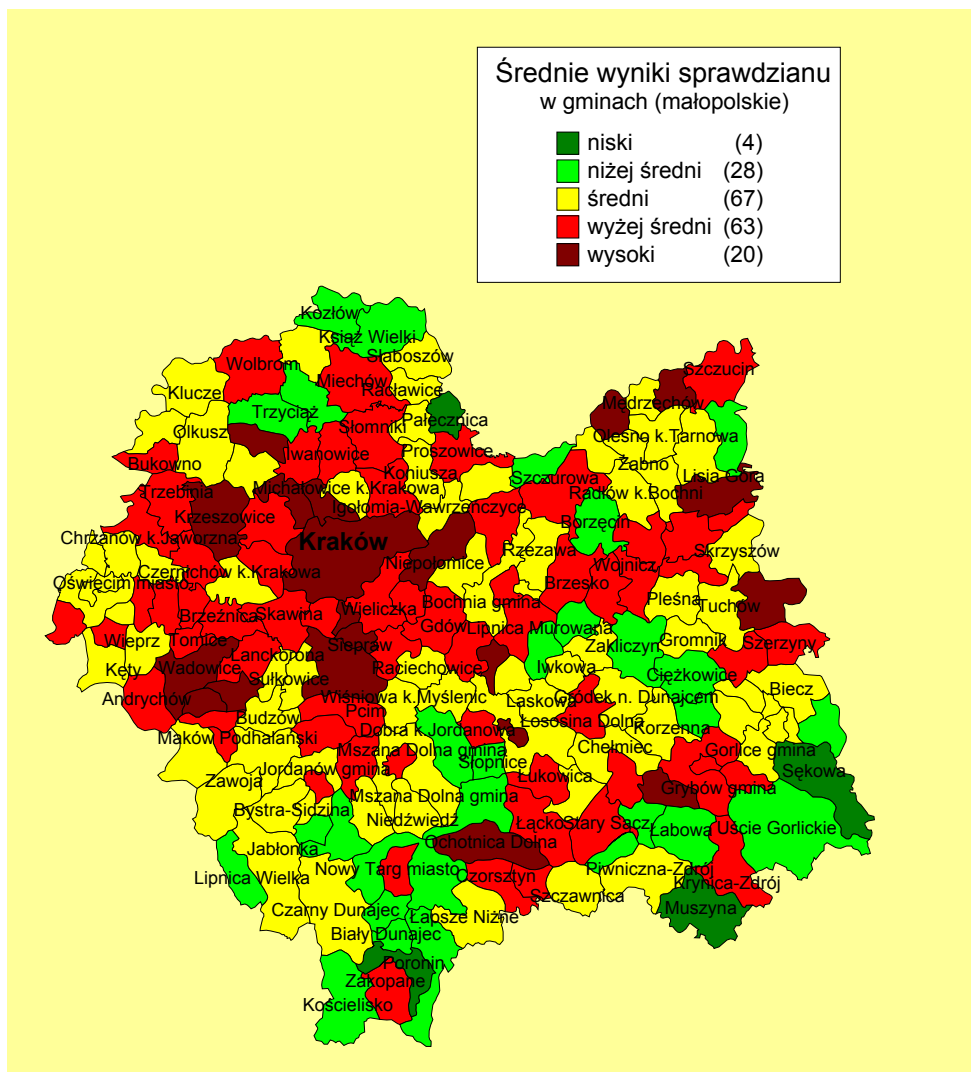 Średnie wyniki sprawdzianu
w gminach (małopolskie)
niski (4)
niżej średni (28)
średni (67)
wyżej średni (63)
wysoki (20)
Kozłów
Książ Wielki
Słaboszów
Wolbrom
Szczucin
Miechów
Racławice
Klucze
Mędrzechów
Trzyciąż
Pałecznica
Słomniki
Olkusz
Olesno k.Tarnowa
Iwanowice
Proszowice
Bukowno
Żabno
Koniusza
Szczurowa
Lisia Góra
Trzebinia
Michałowice k.Krakowa
Radłów k.Bochni
Igołomia-Wawrzeńczyce
Krzeszowice
Borzęcin
Chrzanów k.Jaworzna
Kraków
Rzezawa
Skrzyszów
Niepołomice
Wojnicz
Czernichów k.Krakowa
Oświęcim miasto
Brzesko
Pleśna
Tuchów
Brzeźnica
Skawina
Wieliczka
Bochnia gmina
Gdów
Lipnica Murowana
Wieprz
Tomice
Siepraw
Zakliczyn
Gromnik
Szerzyny
Lanckorona
Kęty
Wadowice
Sułkowice
Raciechowice
Iwkowa
Ciężkowice
Biecz
Andrychów
Wiśniowa k.Myślenic
Laskowa
Gródek n. Dunajcem
Budzów
Pcim
Łososina Dolna
Maków Podhalański
Dobra k.Jordanowa
Korzenna
Mszana Dolna gmina
Chełmiec
Gorlice gmina
Słopnice
Zawoja
Jordanów gmina
Łukowica
Sękowa
Grybów gmina
Bystra-Sidzina
Mszana Dolna gmina
Niedźwiedź
Łącko
Stary Sącz
Łabowa
Uście Gorlickie
Jabłonka
Ochotnica Dolna
Lipnica Wielka
Nowy Targ miasto
Czorsztyn
Piwniczna-Zdrój
Krynica-Zdrój
Szczawnica
Czarny Dunajec
Łapsze Niżne
Muszyna
Biały Dunajec
Poronin
Zakopane
Kościelisko